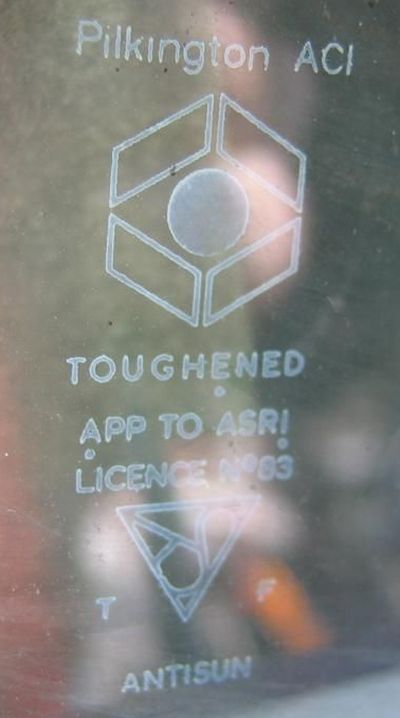 Pilkington ACI
TOUGHENED
APP TO ASR1
LICENCE Nº83
T F
ANTISUN